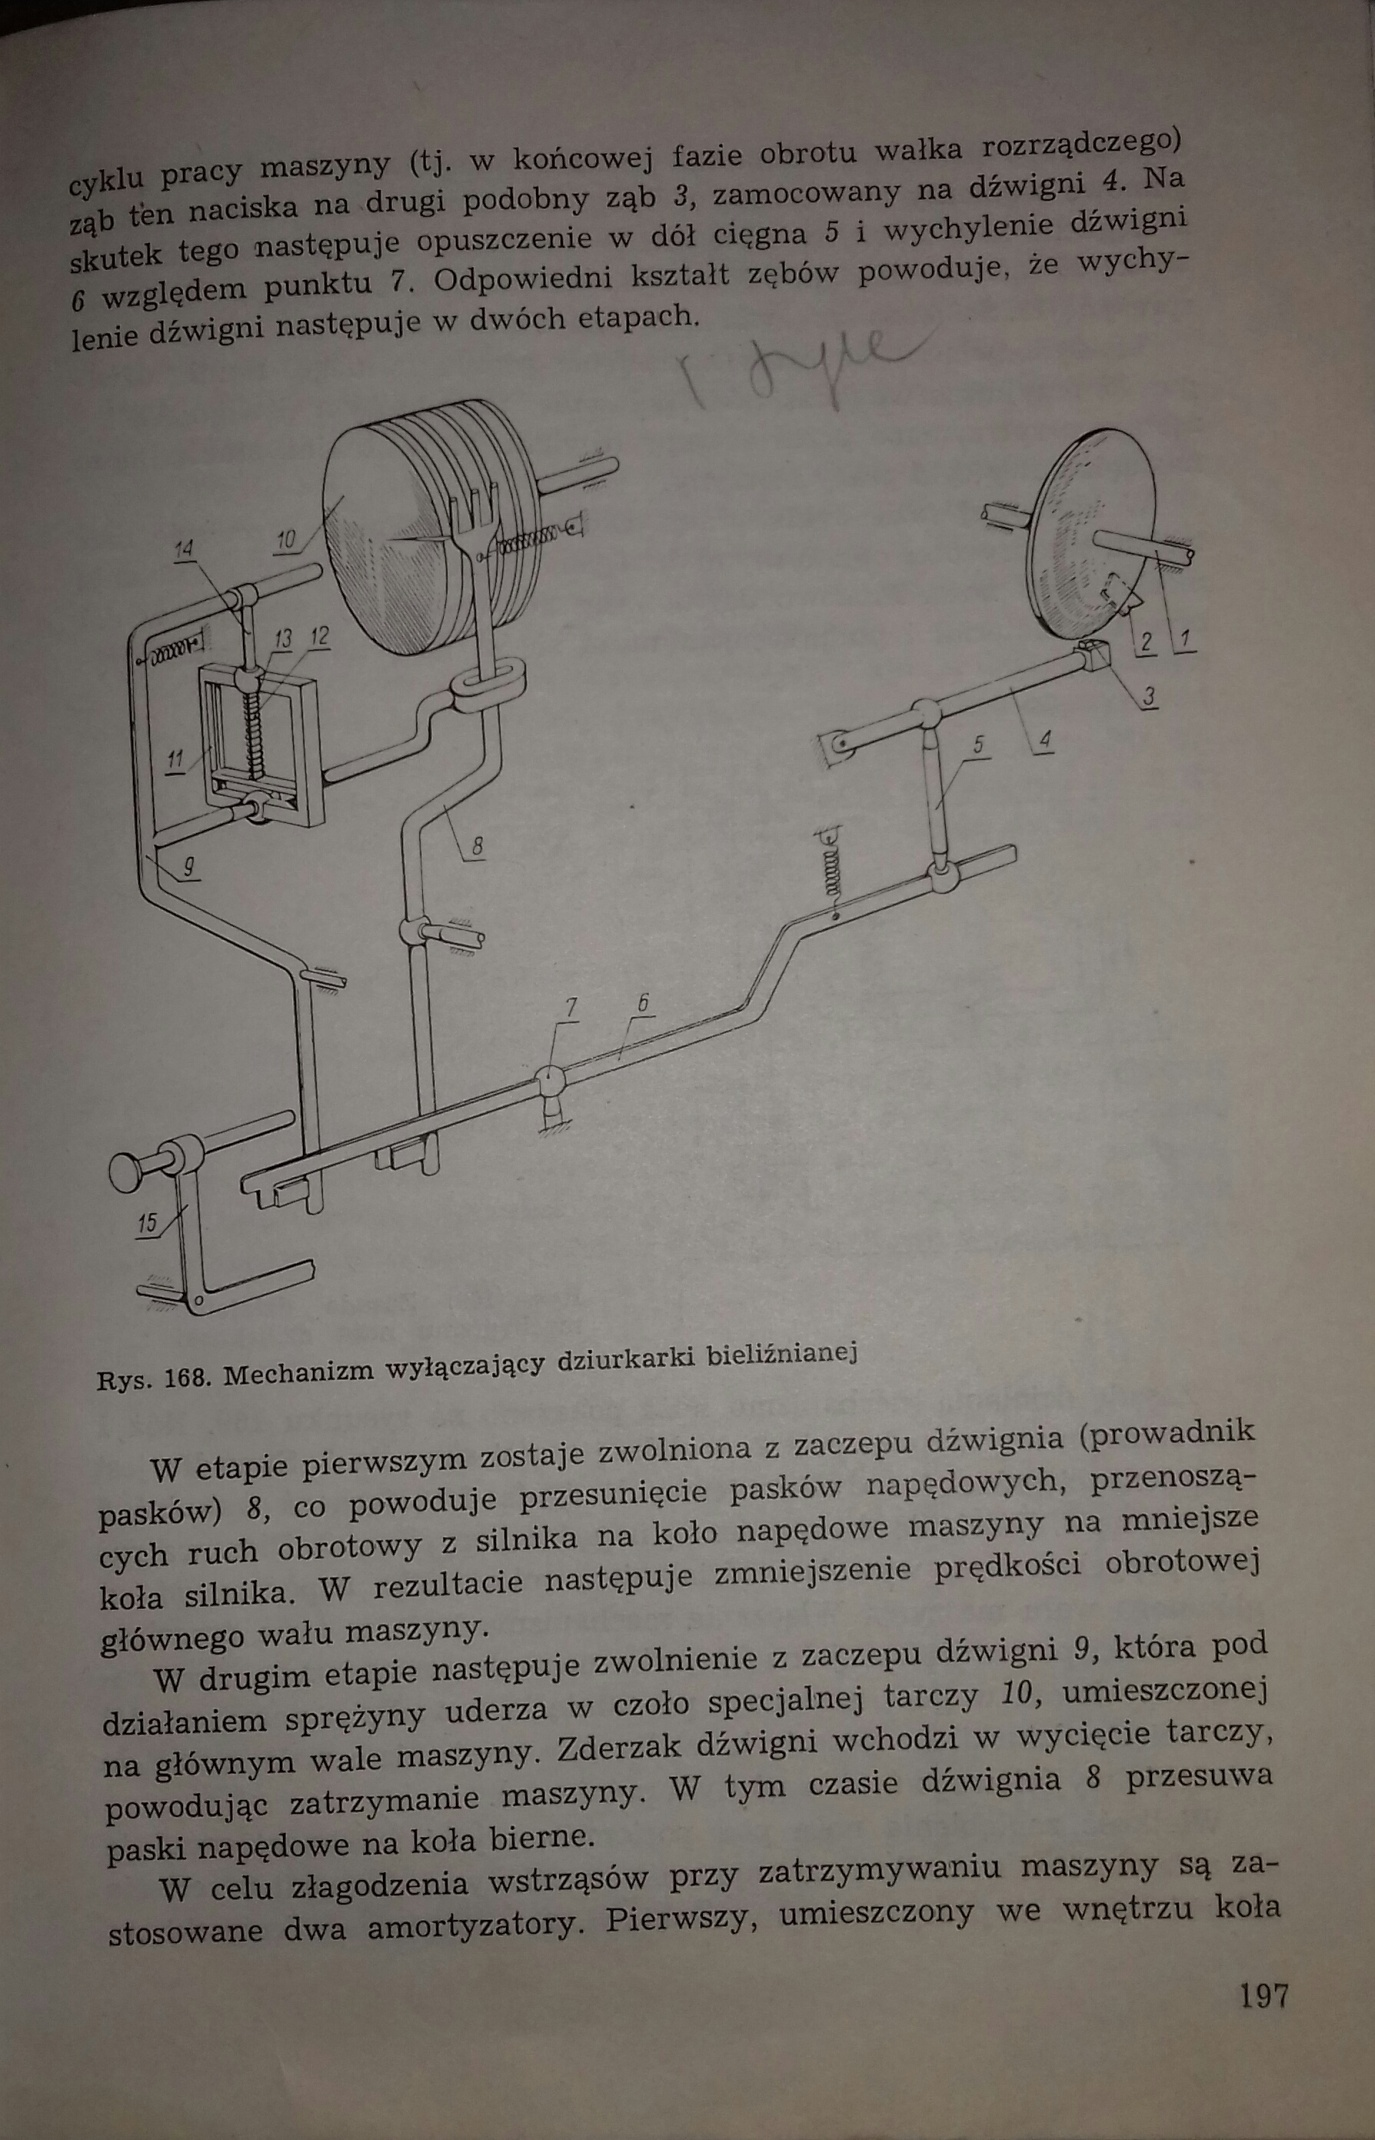 cyklu pracy maszyny (tj. w końcowej fazie obrotu wałka rozrządczego)
ząb ten naciska na drugi podobny ząb 3, zamocowany na dźwigni 4. Na
skutek tego następuje opuszczenie w dół cięgna 5 i wychylenie dźwigni
6 względem punktu 7. Odpowiedni kształt zębów powoduje, że wychy-
lenie dźwigni następuje w dwóch etapach.
14
10
13
12
2
1
3
11
5
4
8
9
7
6
15
Rys. 168. Mechanizm wyłączający dziurkarki bieliźnianej
W etapie pierwszym zostaje zwolniona z zaczepu dźwignia (prowadnik
pasków) 8, co powoduje przesunięcie pasków napędowych, przenoszą-
cych ruch obrotowy z silnika na koło napędowe maszyny na mniejsze
koła silnika. W rezultacie następuje zmniejszenie prędkości obrotowej
głównego wału maszyny.
W drugim etapie następuje zwolnienie z zaczepu dźwigni 9, która pod
działaniem sprężyny uderza w czoło specjalnej tarczy 10, umieszczonej
na głównym wale maszyny. Zderzak dźwigni wchodzi w wycięcie tarczy,
powodując zatrzymanie maszyny. W tym czasie dźwignia 8 przesuwa
paski napędowe na koła bierne.
W celu złagodzenia wstrząsów przy zatrzymywaniu maszyny są za-
stosowane dwa amortyzatory. Pierwszy, umieszczony we wnętrzu koła
197